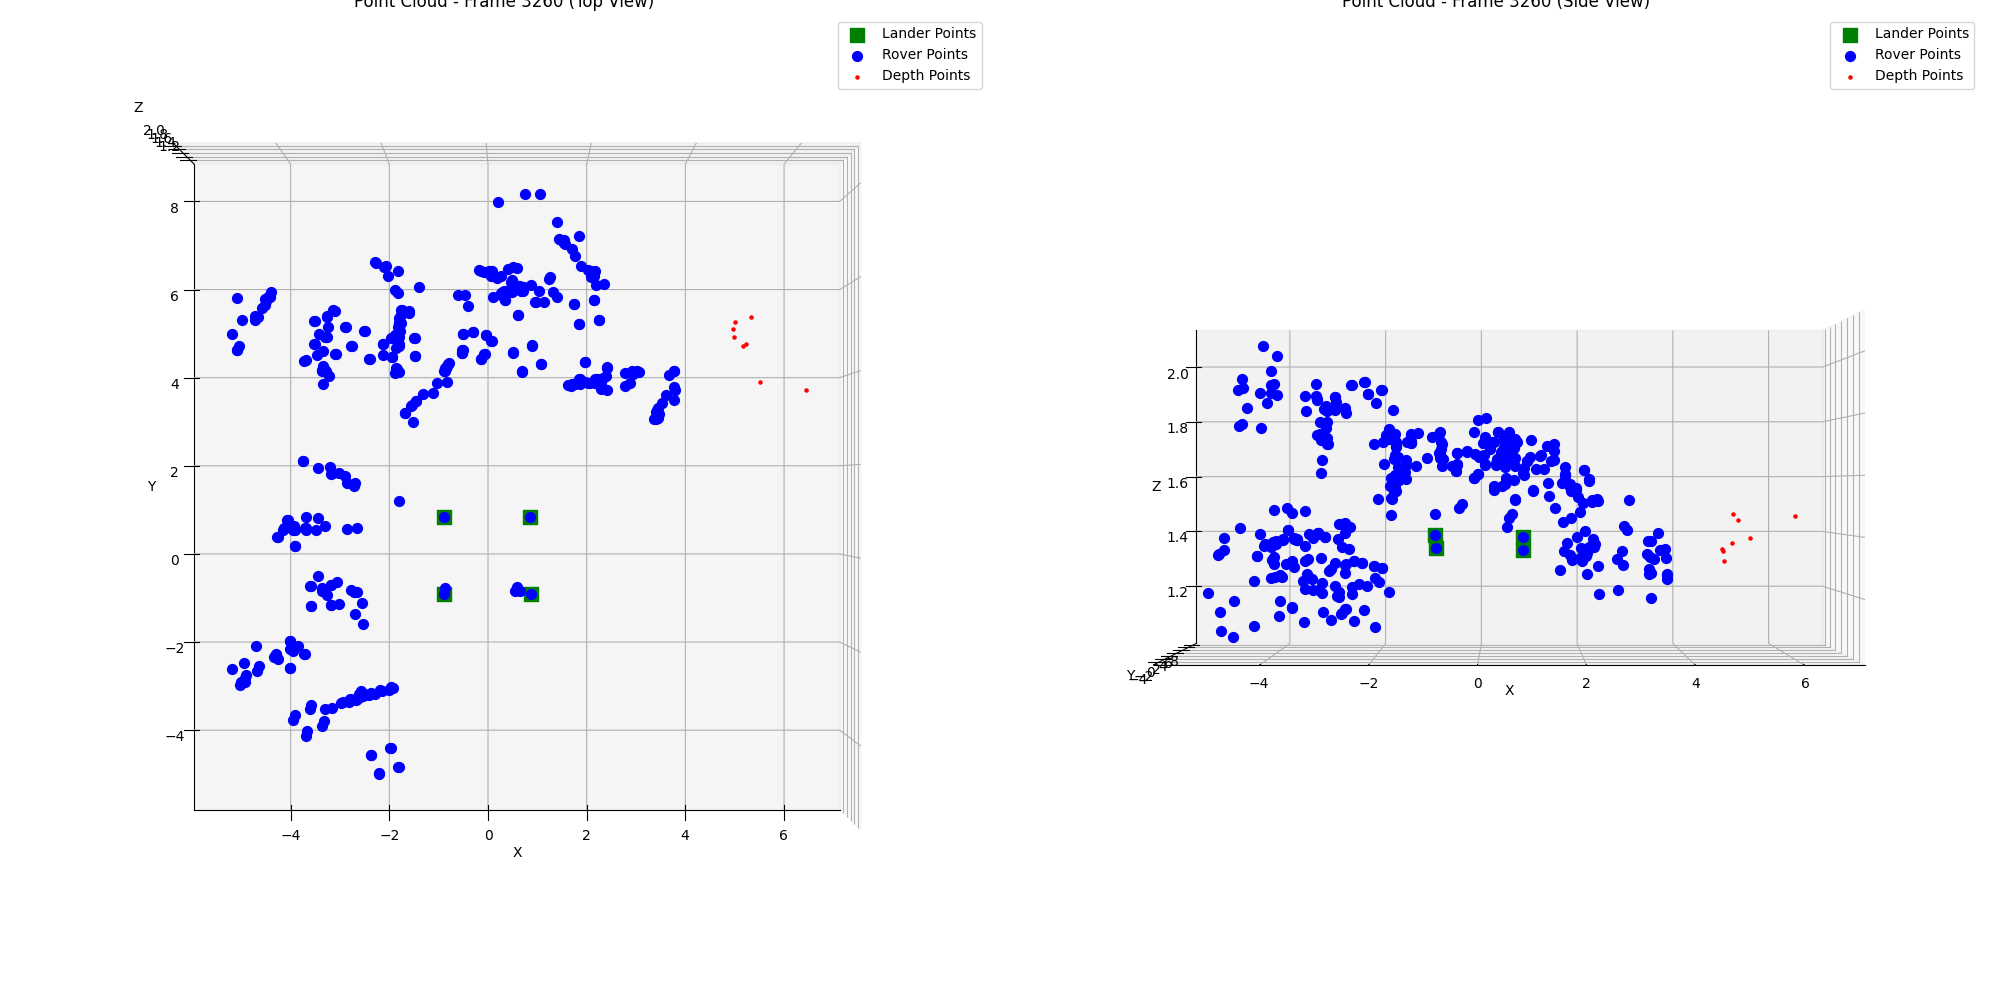 Point Cloud - Frame 3260 (Top View)
Lander Points
Rover Points
Depth Points
Z
2.0
8
6
4
2
0
−2
−4
Y
−4
−2
0
2
4
6
X
Point Cloud - Frame 3260 (Side View)
Lander Points
Rover Points
Depth Points
2.0
1.8
1.6
1.4
1.2
Z
Y
−4
−2
0
2
4
6
X